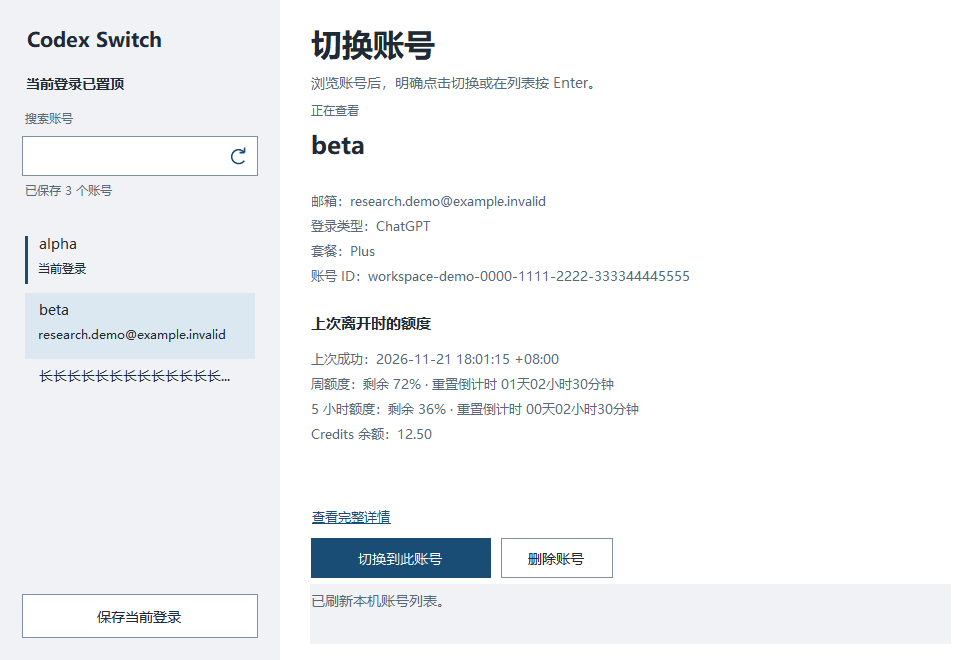 Codex Switch
当前登录已置顶
搜索账号
已保存 3 个账号
alpha
当前登录
beta
research.demo@example.invalid
长长长长长长长长长长长长长...
保存当前登录
切换账号
浏览账号后，明确点击切换或在列表按 Enter。
正在查看
beta
邮箱：research.demo@example.invalid
登录类型：ChatGPT
套餐：Plus
账号 ID：workspace-demo-0000-1111-2222-333344445555
上次离开时的额度
上次成功：2026-11-21 18:01:15 +08:00
周额度：剩余 72% · 重置倒计时 01天02小时30分钟
5 小时额度：剩余 36% · 重置倒计时 00天02小时30分钟
Credits 余额：12.50
查看完整详情
切换到此账号
删除账号
已刷新本机账号列表。